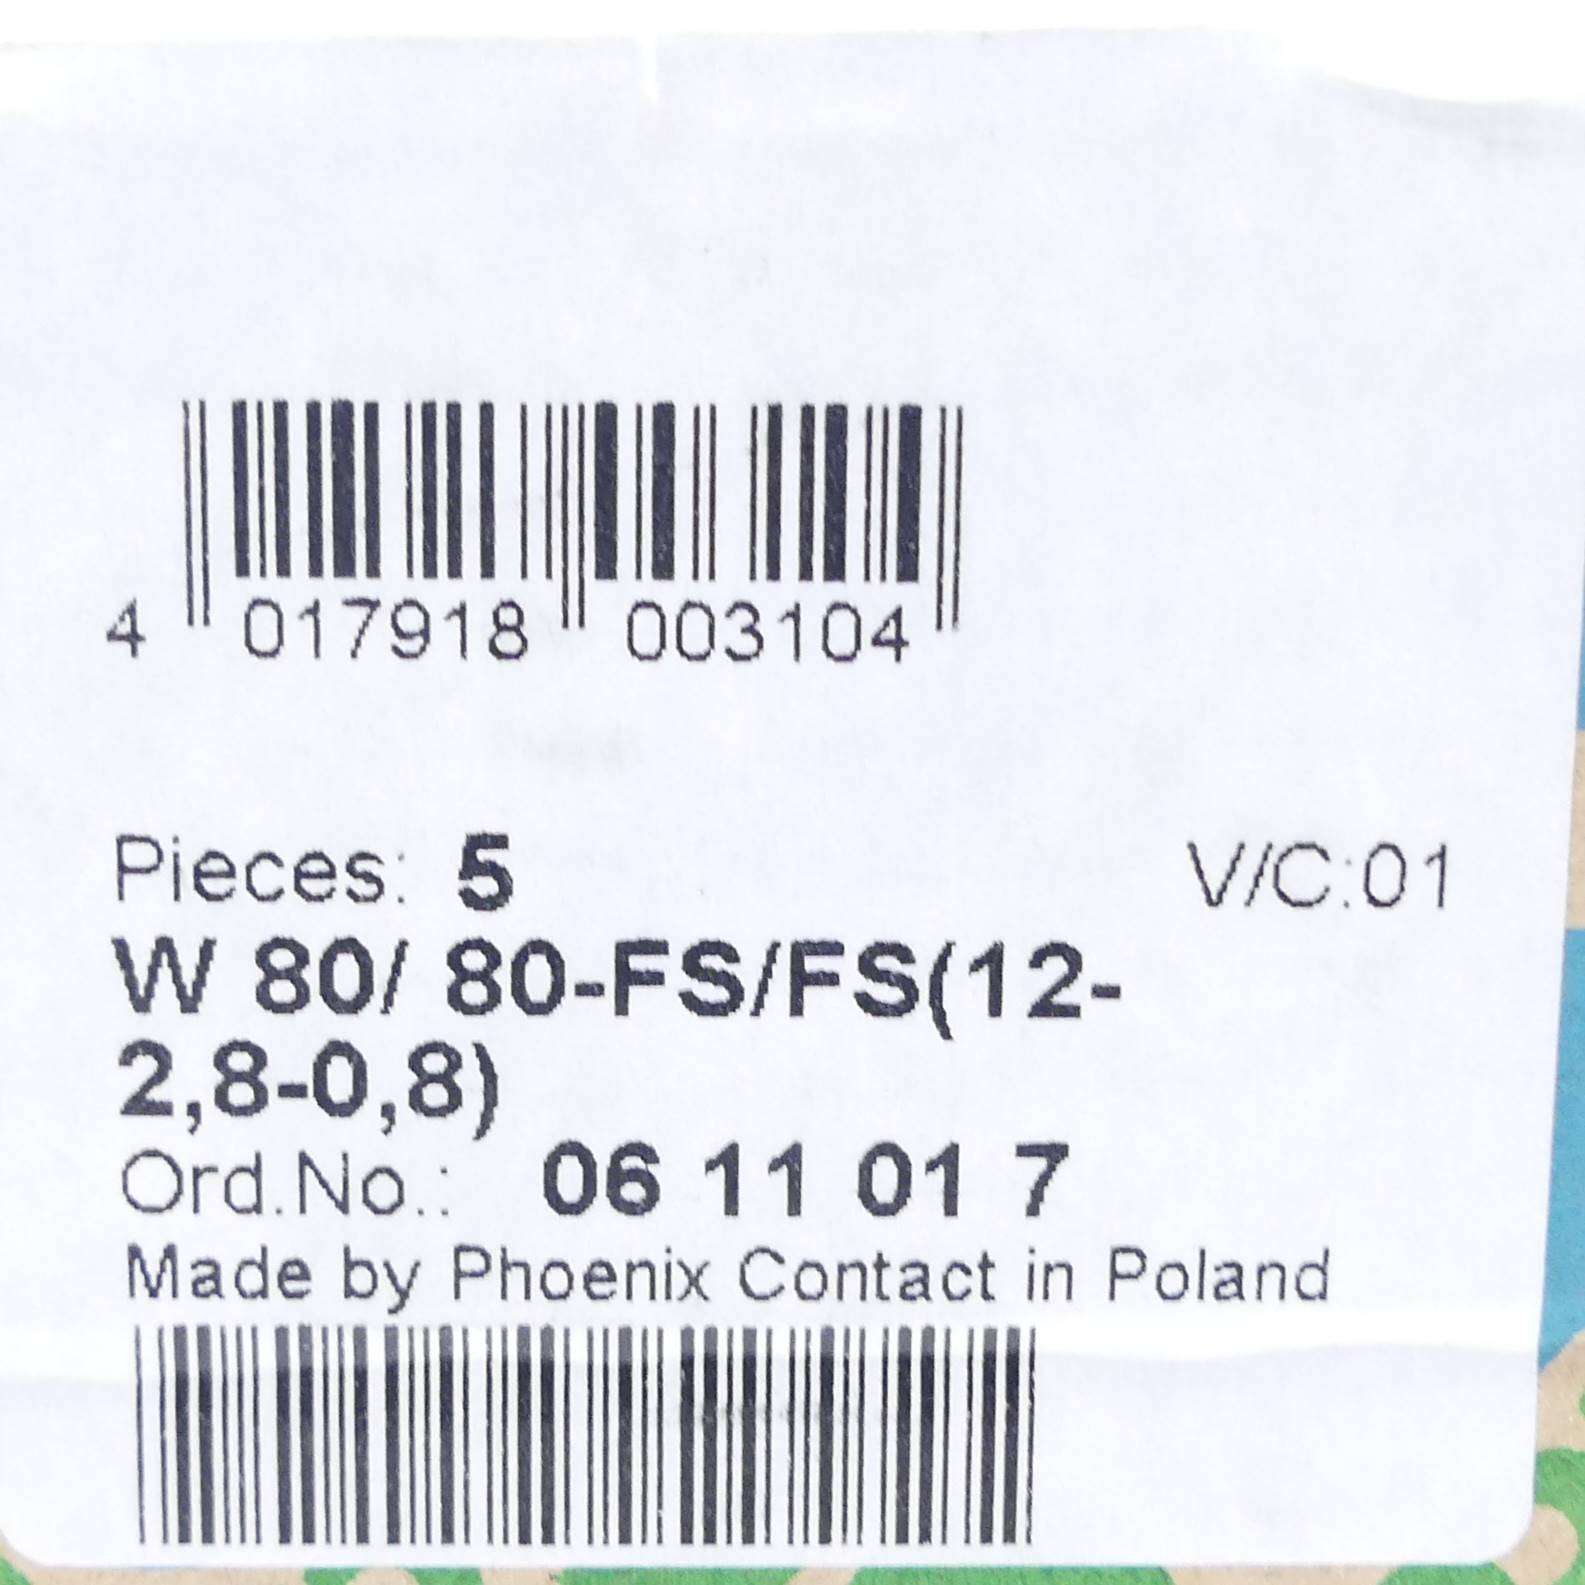 4 017918 003104
Pieces: 5 V/C:01
W 80/ 80-FS/FS(12-
2,8-0,8)
Ord.No.: 06 11 01 7
Made by Phoenix Contact in Poland